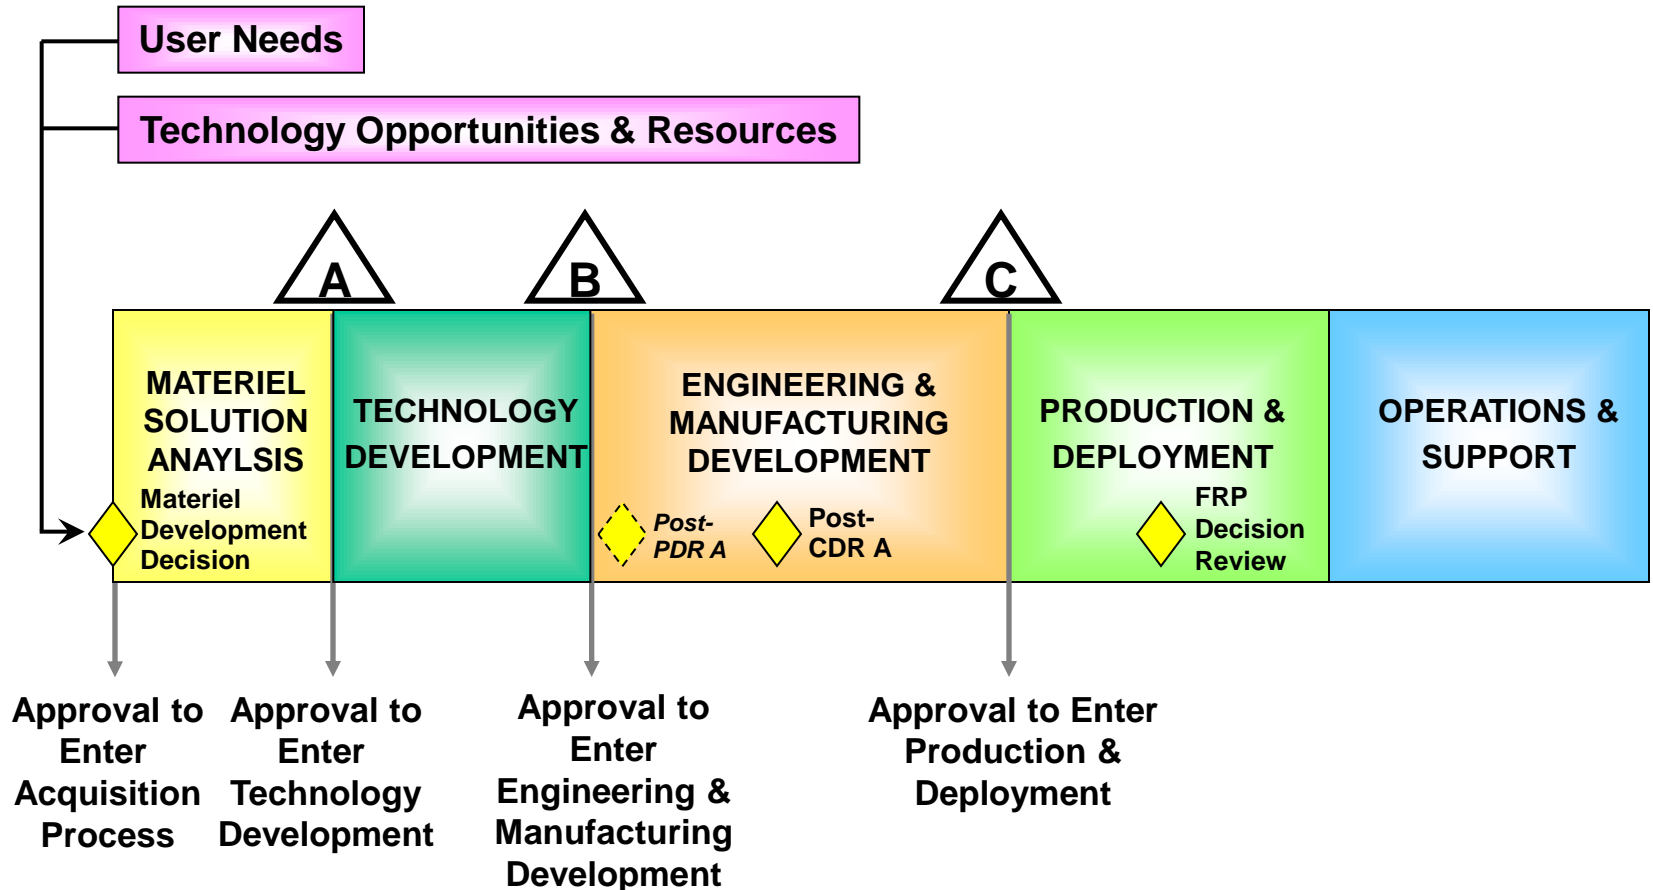 User Needs
Technology Opportunities & Resources
A
B
C
MATERIEL
SOLUTION
ANAYLSIS
Materiel
Development
Decision
TECHNOLOGY
DEVELOPMENT
ENGINEERING &
MANUFACTURING
DEVELOPMENT
Post-
PDR A
Post-
CDR A
PRODUCTION &
DEPLOYMENT
FRP
Decision
Review
OPERATIONS &
SUPPORT
Approval to
Enter
Acquisition
Process
Approval to
Enter
Technology
Development
Approval to
Enter
Engineering &
Manufacturing
Development
Approval to Enter
Production &
Deployment